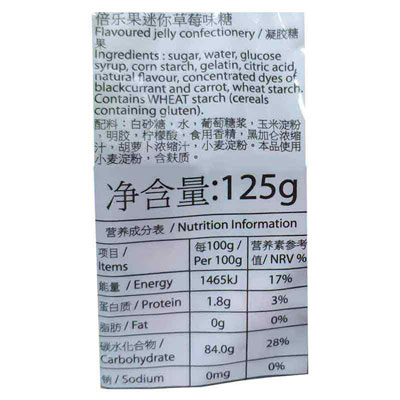 倍乐果迷你草莓味糖
Flavoured jelly confectionery / 凝胶糖
果
Ingredients : sugar, water, glucose
syrup, corn starch, gelatin, citric acid,
natural flavour, concentrated dyes of
blackcurrant and carrot, wheat starch.
Contains WHEAT starch (cereals
containing gluten).
配料：白砂糖，水，葡萄糖浆，玉米淀粉
，明胶，柠檬酸，食用香精，黑加仑浓缩
汁，胡萝卜浓缩汁，小麦淀粉。本品使用
小麦淀粉，含麸质。
净含量:125g
营养成分表 / Nutrition Information
项目 / Items 每100g / Per 100g 营养素参考值/ NRV %
能量 / Energy 1465kJ 17%
蛋白质 / Protein 1.8g 3%
脂肪 / Fat 0g 0%
碳水化合物 / Carbohydrate 84.0g 28%
钠 / Sodium 0mg 0%